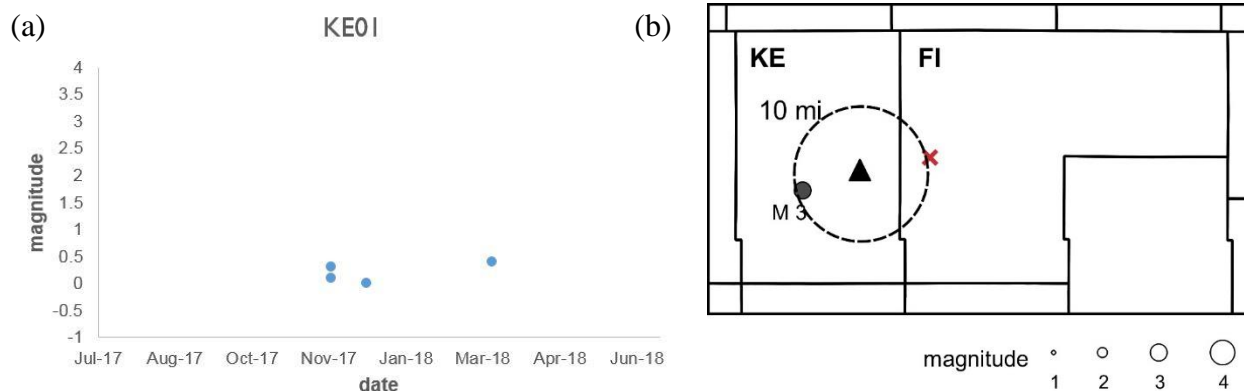 (a)
KE01
4
3.5
3
2.5
2
1.5
1
0.5
0
-0.5
-1
magnitude
Jul-17 Aug-17 Oct-17 Nov-17 Jan-18 Mar-18 Apr-18 Jun-18
date
(b)
KE FI
10 mi
M 3
magnitude
1 2 3 4